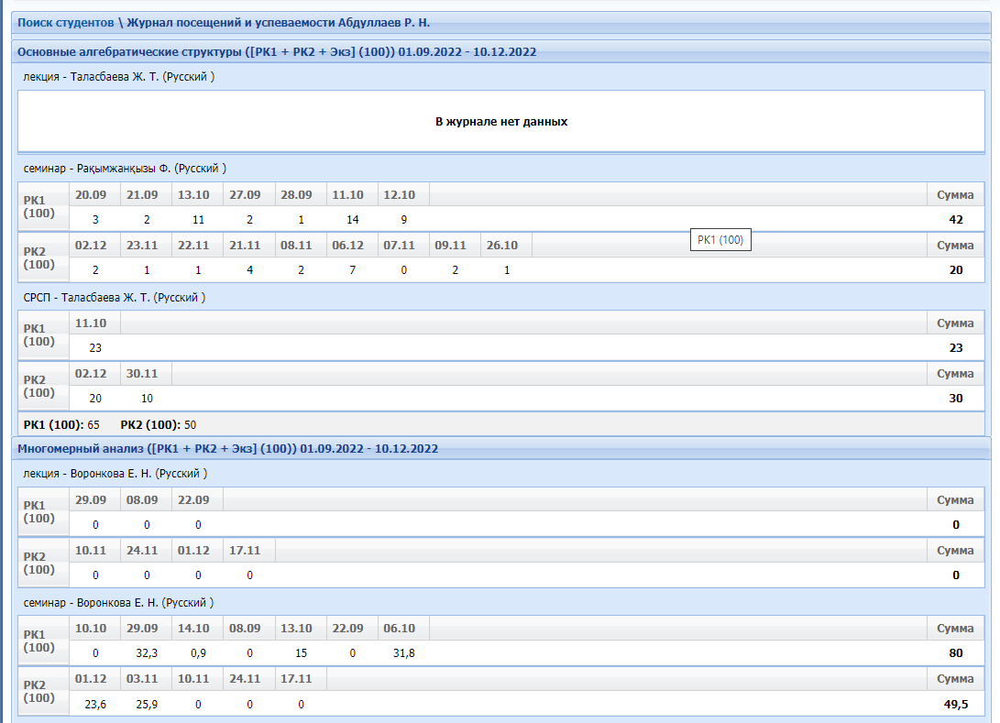 Поиск студентов \ Журнал посещений и успеваемости Абдуллаев Р. Н.
Основные алгебратические структуры ([РК1 + РК2 + Экз] (100)) 01.09.2022 - 10.12.2022
лекция - Таласбаева Ж. Т. (Русский )
В журнале нет данных
семинар - Рақымжанқызы Ф. (Русский )
РК1 (100) 20.09 21.09 13.10 27.09 28.09 11.10 12.10 Сумма
3 2 11 2 1 14 9 42
РК1 (100)
РК2 (100) 02.12 23.11 22.11 21.11 08.11 06.12 07.11 09.11 26.10 Сумма
2 1 1 4 2 7 0 2 1 20
СРСП - Таласбаева Ж. Т. (Русский )
РК1 (100) 11.10 Сумма
23 23
РК2 (100) 02.12 30.11 Сумма
20 10 30
РК1 (100): 65 РК2 (100): 50
Многомерный анализ ([РК1 + РК2 + Экз] (100)) 01.09.2022 - 10.12.2022
лекция - Воронкова Е. Н. (Русский )
РК1 (100) 29.09 08.09 22.09 Сумма
0 0 0 0
РК2 (100) 10.11 24.11 01.12 17.11 Сумма
0 0 0 0 0
семинар - Воронкова Е. Н. (Русский )
РК1 (100) 10.10 29.09 14.10 08.09 13.10 22.09 06.10 Сумма
0 32,3 0,9 0 15 0 31,8 80
РК2 (100) 01.12 03.11 10.11 24.11 17.11 Сумма
23,6 25,9 0 0 0 49,5